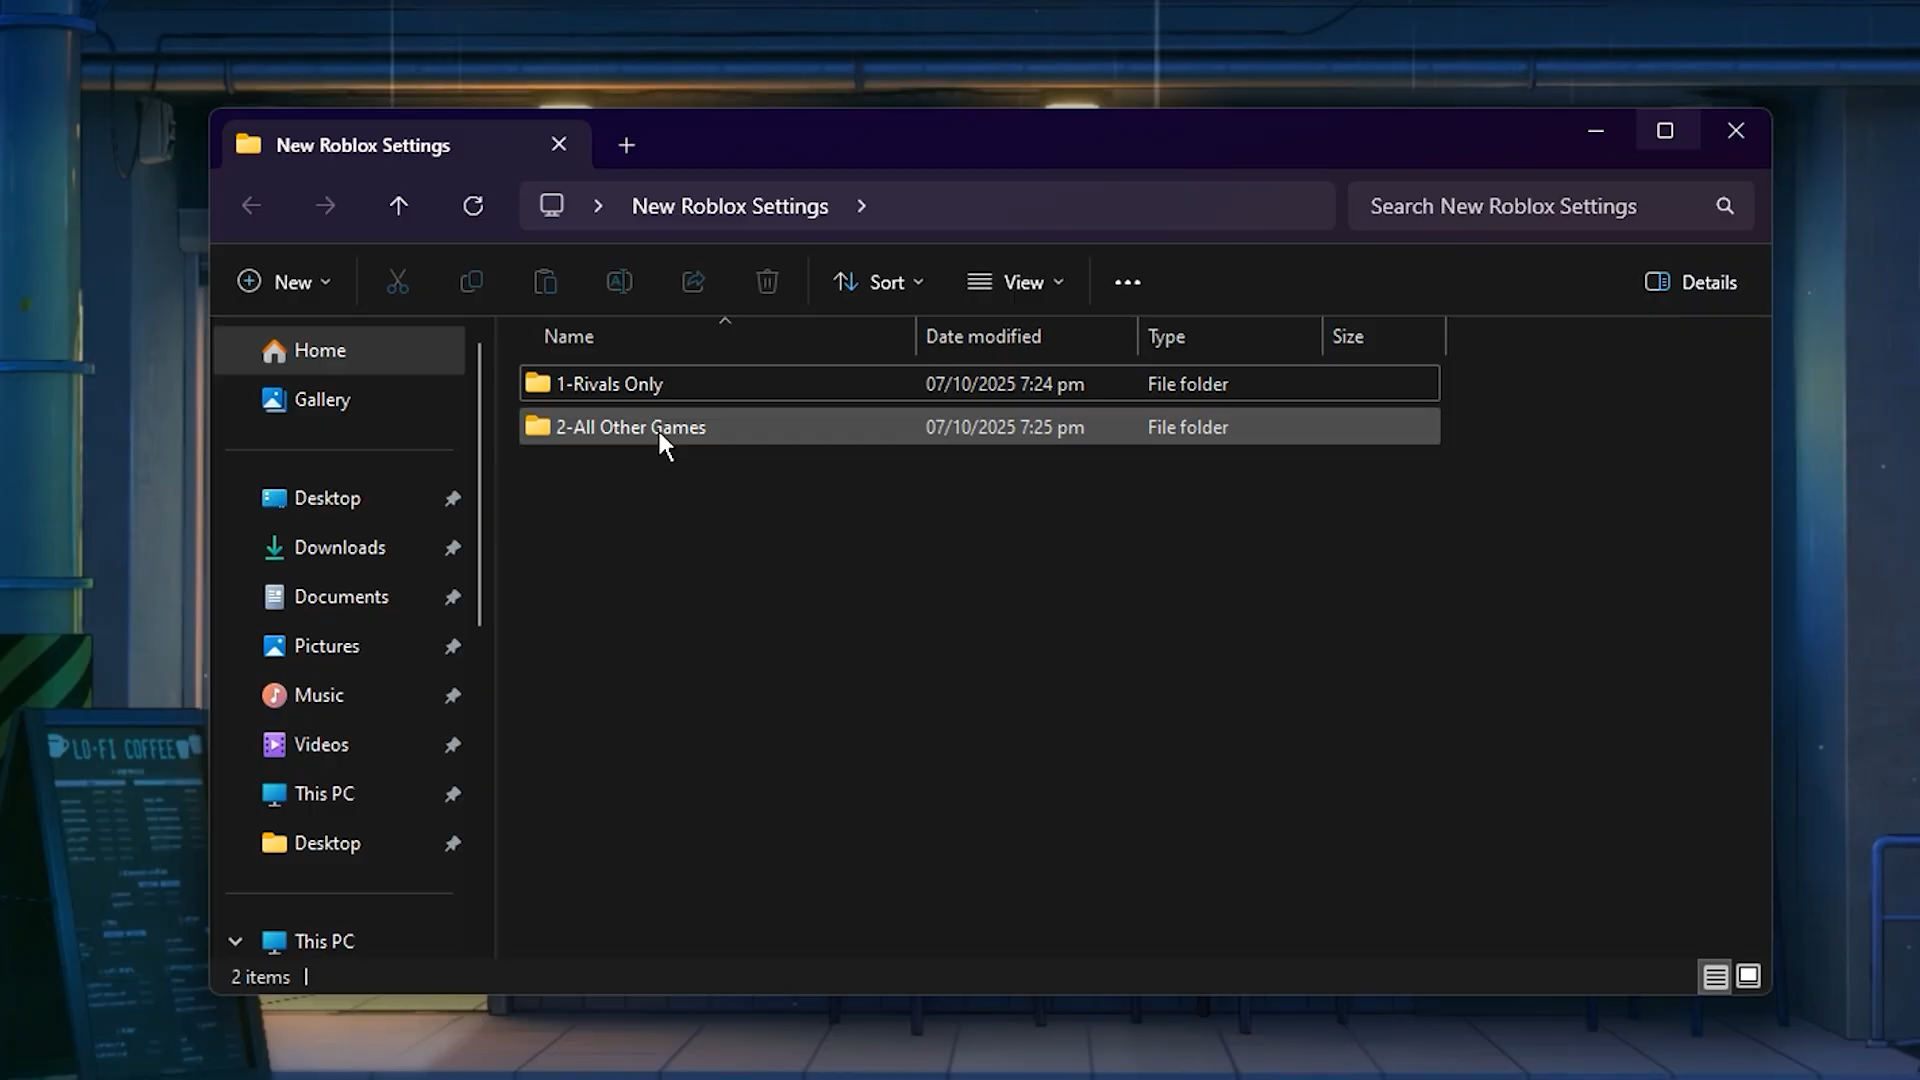 New Roblox Settings
New Roblox Settings
Search New Roblox Settings
New
Sort
View
Details
Name
Date modified
Type
Size
1-Rivals Only 07/10/2025 7:24 pm File folder
2-All Other Games 07/10/2025 7:25 pm File folder
Home
Gallery
Desktop
Downloads
Documents
Pictures
Music
Videos
This PC
Desktop
This PC
2 items
LO-FI COFFEE